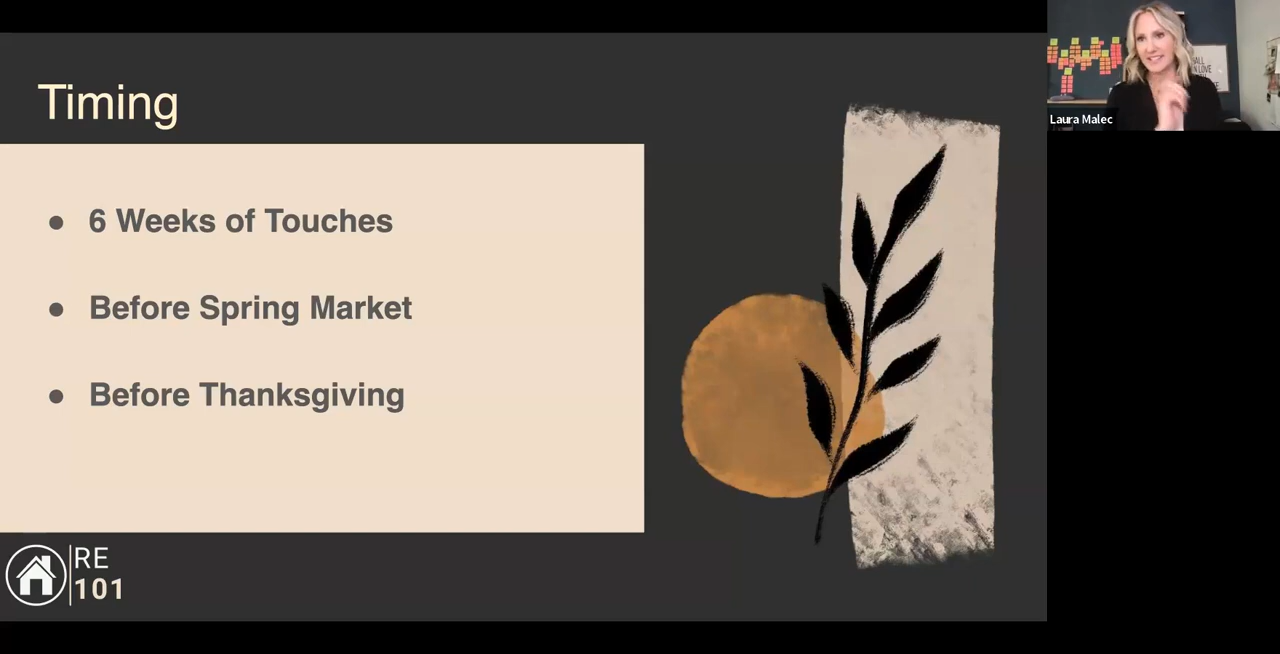 Timing
● 6 Weeks of Touches
● Before Spring Market
● Before Thanksgiving
RE
101
Laura Malec